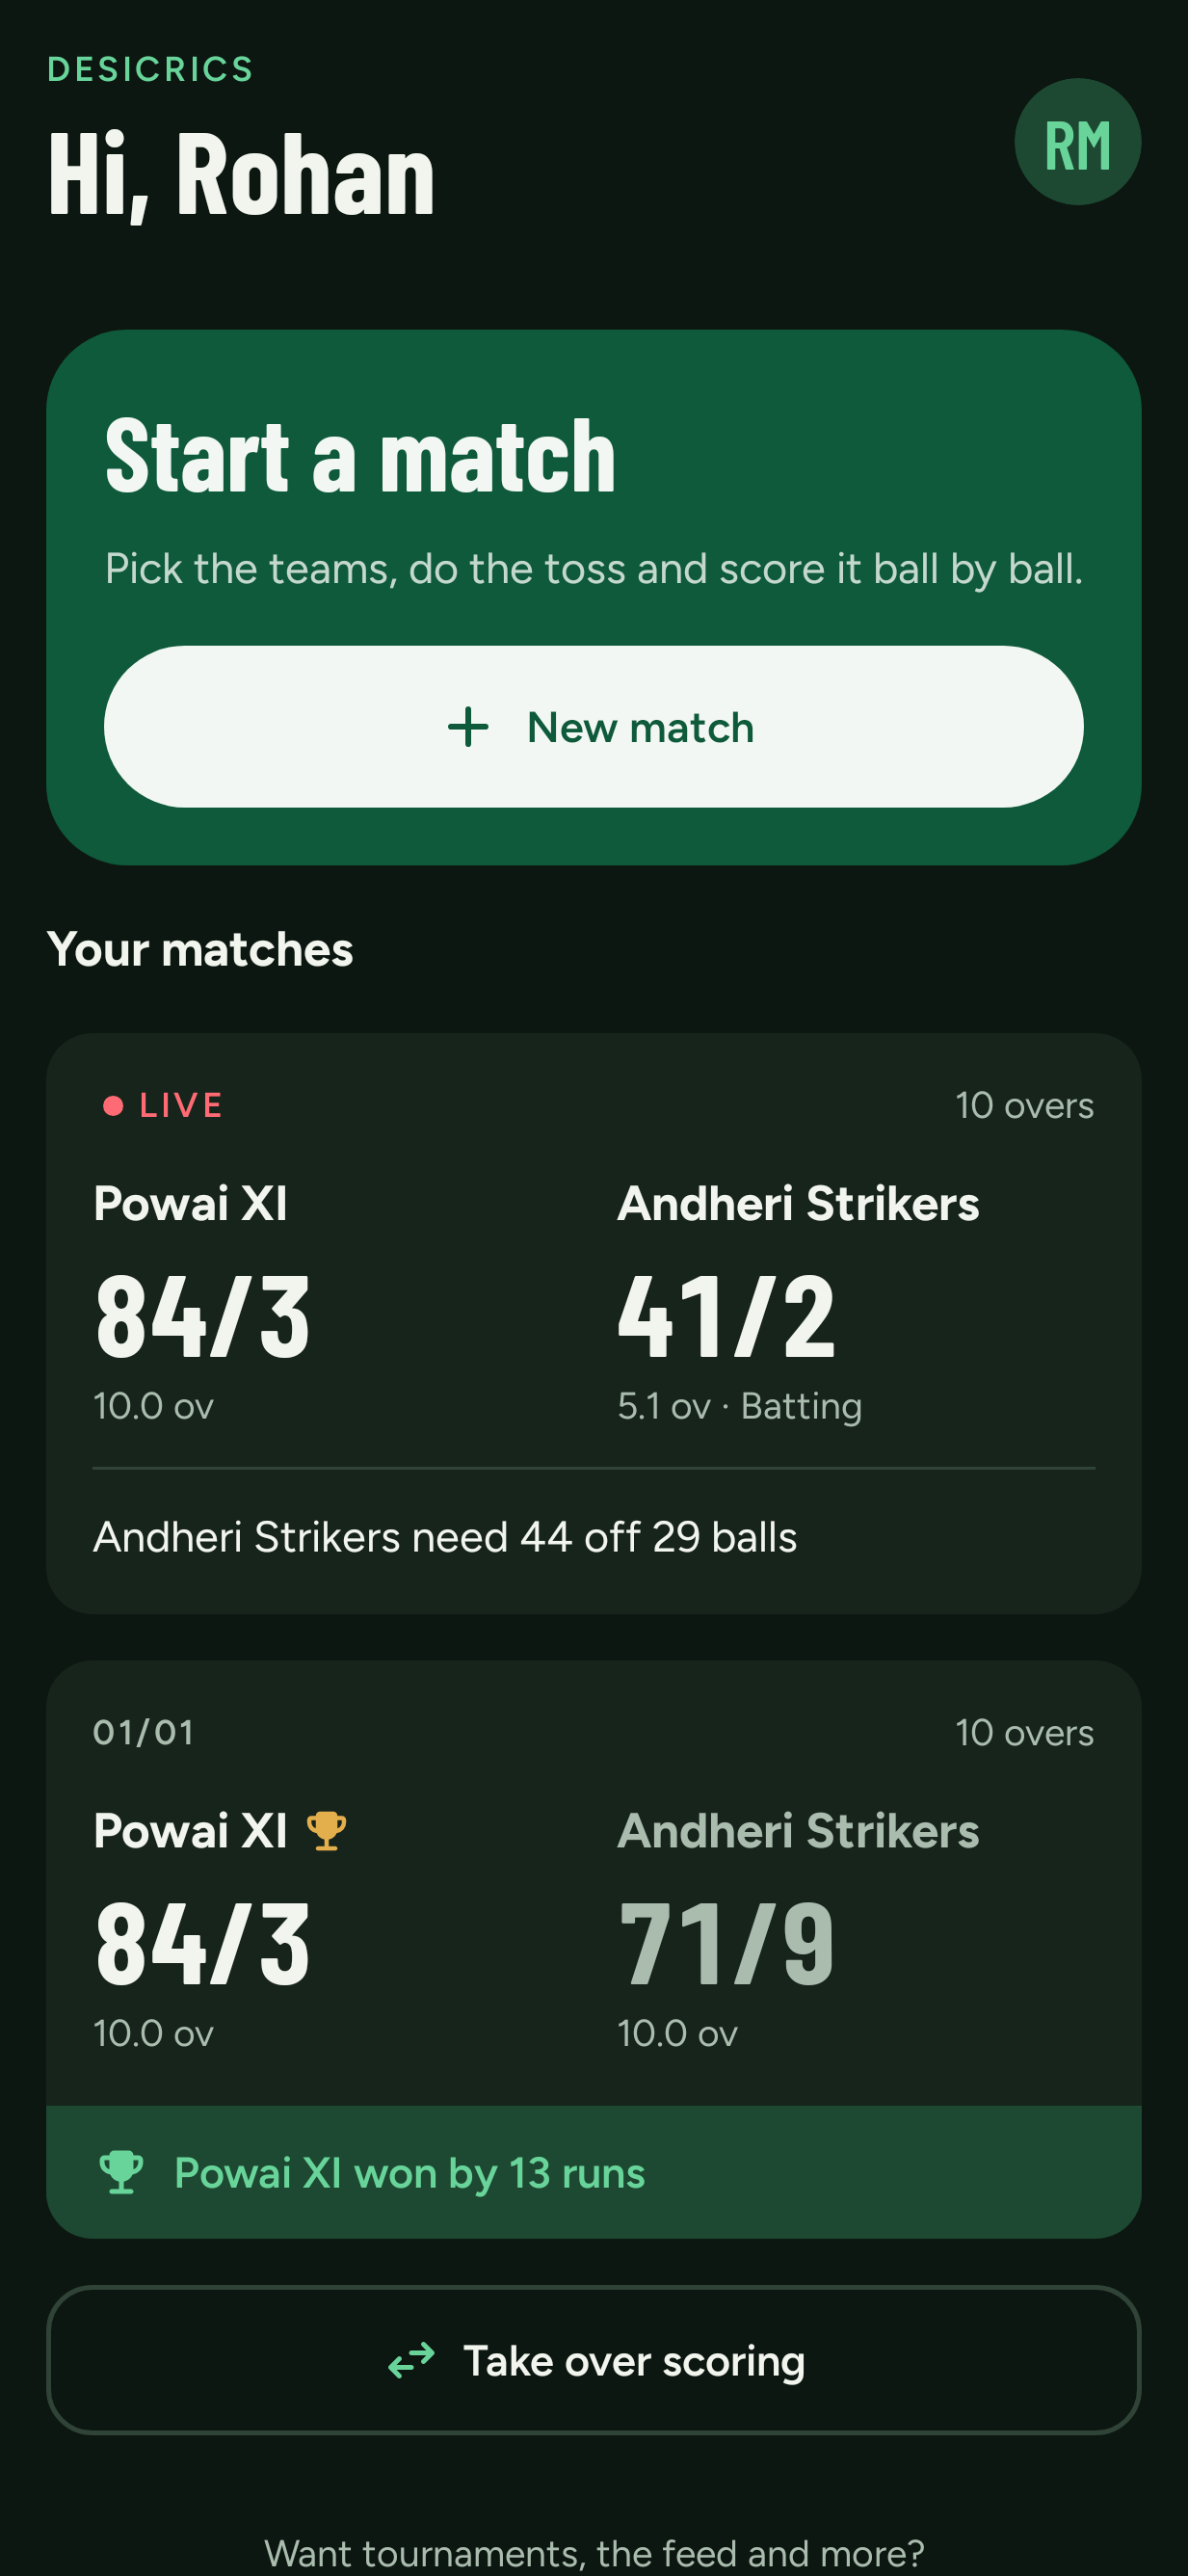 DESICRICS
Hi, Rohan
RM
Start a match
Pick the teams, do the toss and score it ball by ball.
New match
Your matches
LIVE
10 overs
Powai XI
Andheri Strikers
84/3
41/2
10.0 ov
5.1 ov · Batting
Andheri Strikers need 44 off 29 balls
01/01
10 overs
Powai XI
Andheri Strikers
84/3
71/9
10.0 ov
10.0 ov
Powai XI won by 13 runs
Take over scoring
Want tournaments, the feed and more?